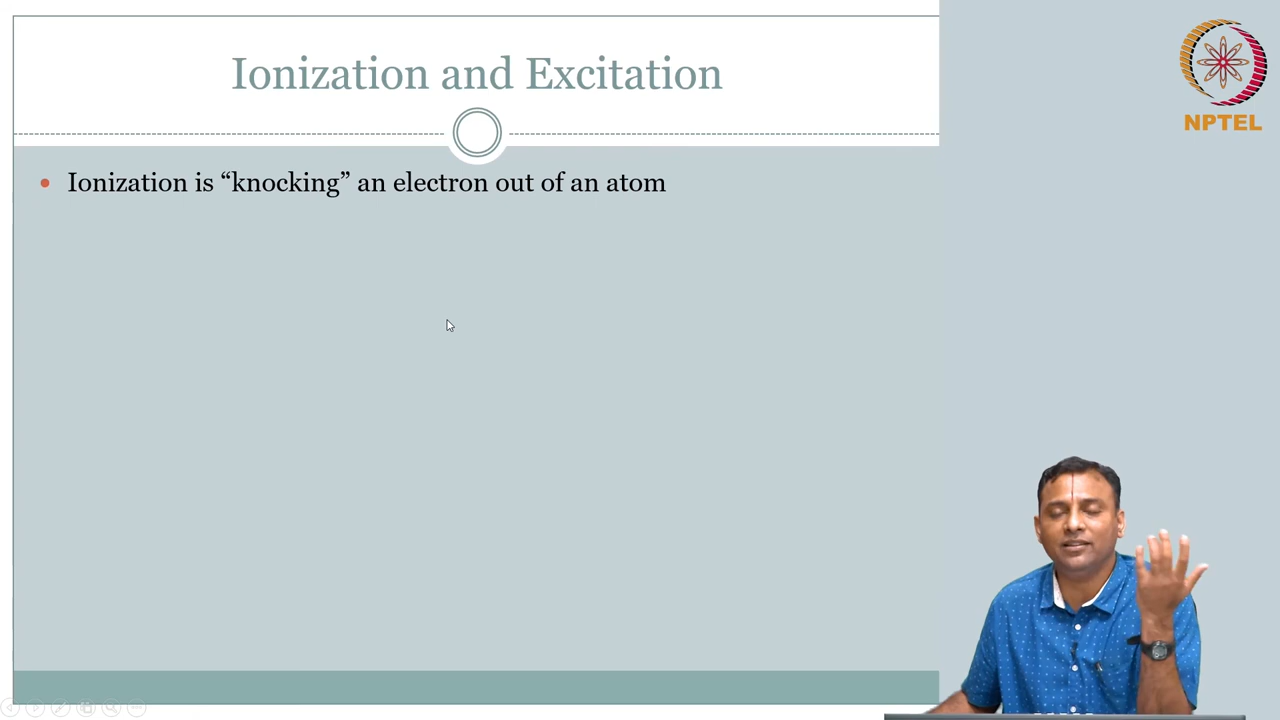 Ionization and Excitation
NPTEL
• Ionization is “knocking” an electron out of an atom